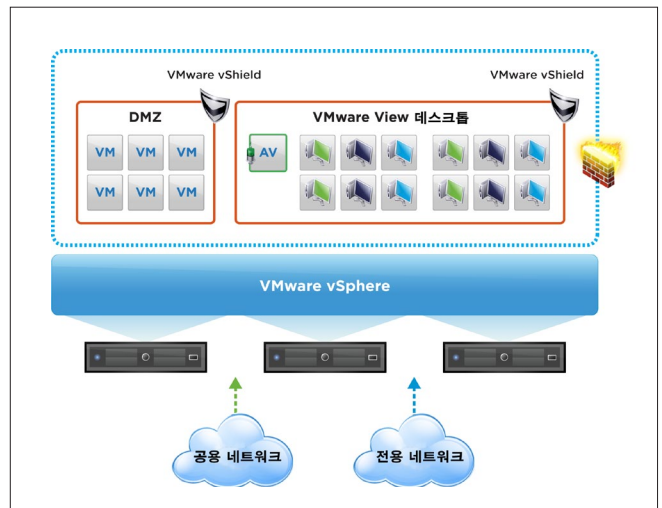 VMware vShield
VMware vShield
DMZ
VMware View 데스크톱
VM VM VM
AV
VM VM VM
VMware vSphere
공용 네트워크
전용 네트워크